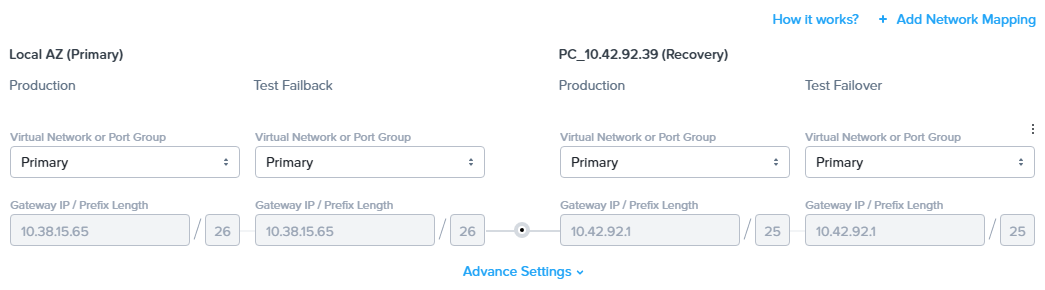 How it works? + Add Network Mapping
Local AZ (Primary) PC_10.42.92.39 (Recovery)
Production Test Failback Production Test Failover
Virtual Network or Port Group Virtual Network or Port Group Virtual Network or Port Group Virtual Network or Port Group
Primary Primary Primary Primary
Gateway IP / Prefix Length Gateway IP / Prefix Length Gateway IP / Prefix Length Gateway IP / Prefix Length
10.38.15.65 / 26 10.38.15.65 / 26 10.42.92.1 / 25 10.42.92.1 / 25
Advance Settings